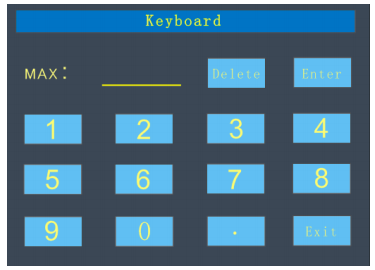 Keyboard
MAX: Delete Enter
1 2 3 4
5 6 7 8
9 0 . Exit